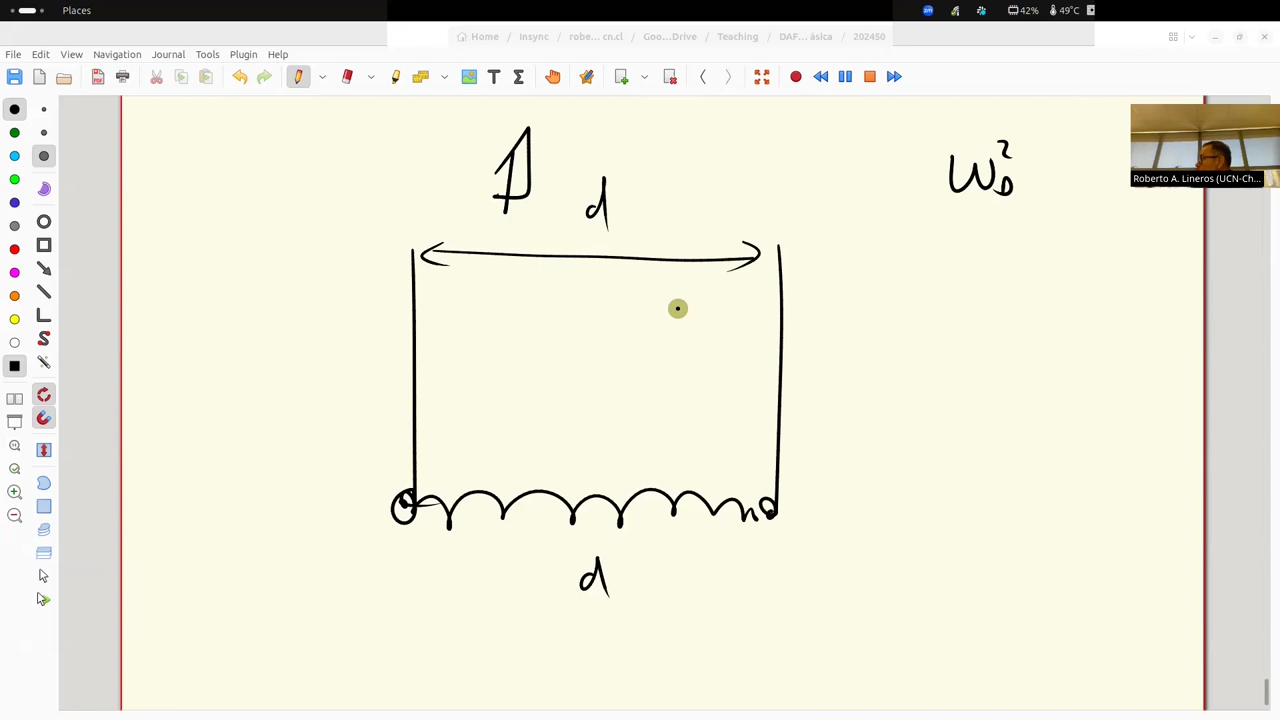 Places
42%
49°C
Home
Insync
robe... cn.cl
Goo...Drive
Teaching
DAF... ásica
202450
File Edit View Navigation Journal Tools Plugin Help
d
ω₀²
Roberto A. Lineros (UCN-Ch...
d